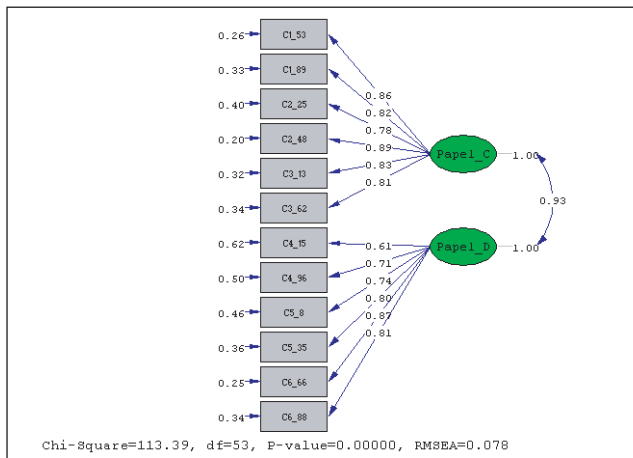 0.26 C1_53
0.33 C1_89
0.40 C2_25
0.20 C2_48
0.32 C3_13
0.34 C3_62
0.62 C4_15
0.50 C4_96
0.46 C5_8
0.36 C5_35
0.25 C6_66
0.34 C6_88
0.86
0.82
0.78
0.89
0.83
0.81
Papel_C 1.00
0.93
Papel_D 1.00
0.61
0.71
0.74
0.80
0.87
0.81
Chi-Square=113.39, df=53, P-value=0.00000, RMSEA=0.078